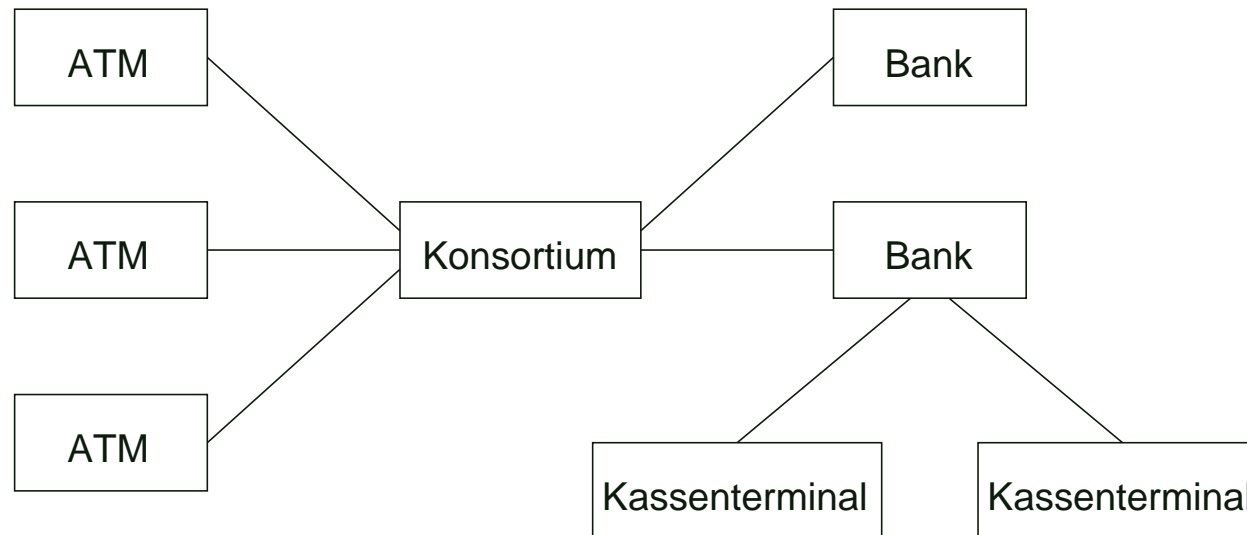 ATM
Bank
ATM
Konsortium
Bank
ATM
Kassenterminal
Kassenterminal